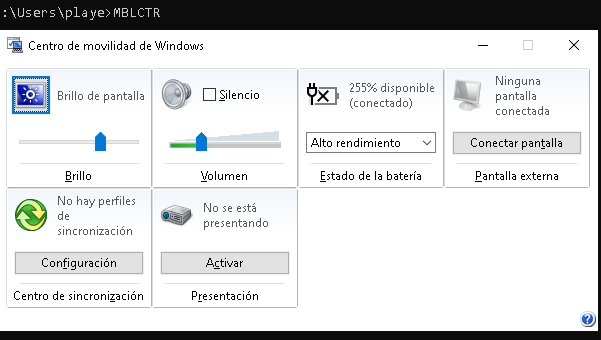 :\Users\playe>MBLCTR
Centro de movilidad de Windows
Brillo de pantalla
Brillo
Silencio
Volumen
255% disponible
(conectado)
Alto rendimiento
Estado de la batería
Ninguna
pantalla
conectada
Conectar pantalla
Pantalla externa
No hay perfiles
de
sincronización
Configuración
Centro de sincronización
No se está
presentando
Activar
Presentación
?